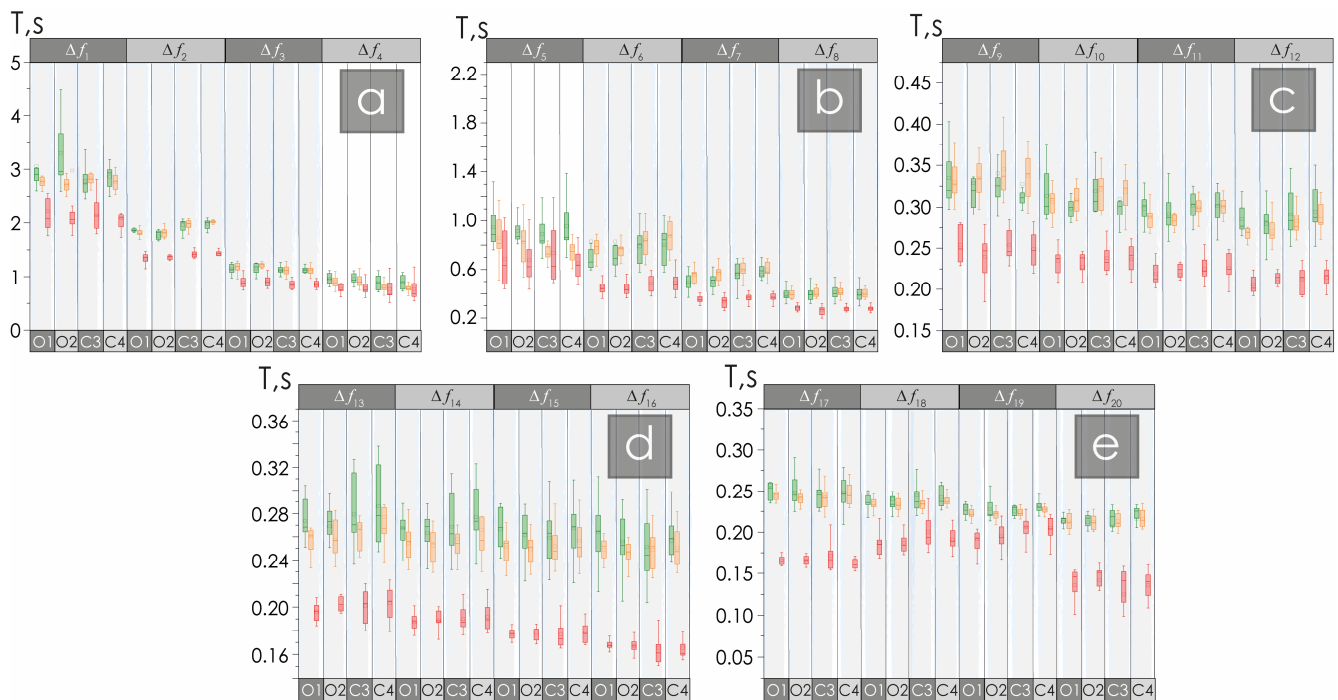 T,s
Δf₁ Δf₂ Δf₃ Δf₄
a
5
4
3
2
1
0
O1 O2 C3 C4 O1 O2 C3 C4 O1 O2 C3 C4 O1 O2 C3 C4
T,s
Δf₅ Δf₆ Δf₇ Δf₈
b
2.2
1.8
1.4
1.0
0.6
0.2
O1 O2 C3 C4 O1 O2 C3 C4 O1 O2 C3 C4 O1 O2 C3 C4
T,s
Δf₉ Δf₁₀ Δf₁₁ Δf₁₂
c
0.45
0.40
0.35
0.30
0.25
0.20
0.15
O1 O2 C3 C4 O1 O2 C3 C4 O1 O2 C3 C4 O1 O2 C3 C4
T,s
Δf₁₃ Δf₁₄ Δf₁₅ Δf₁₆
d
0.36
0.32
0.28
0.24
0.20
0.16
O1 O2 C3 C4 O1 O2 C3 C4 O1 O2 C3 C4 O1 O2 C3 C4
T,s
Δf₁₇ Δf₁₈ Δf₁₉ Δf₂₀
e
0.35
0.30
0.25
0.20
0.15
0.10
0.05
O1 O2 C3 C4 O1 O2 C3 C4 O1 O2 C3 C4 O1 O2 C3 C4